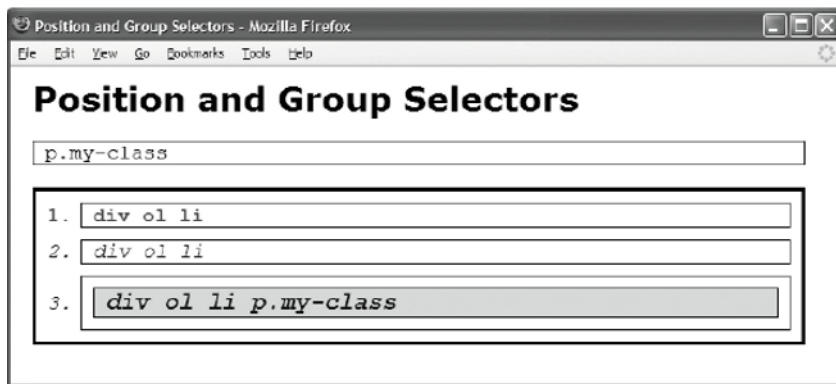 Position and Group Selectors - Mozilla Firefox
File Edit View Go Bookmarks Tools Help
Position and Group Selectors
p.my-class
1. div ol li
2. div ol li
3. div ol li p.my-class